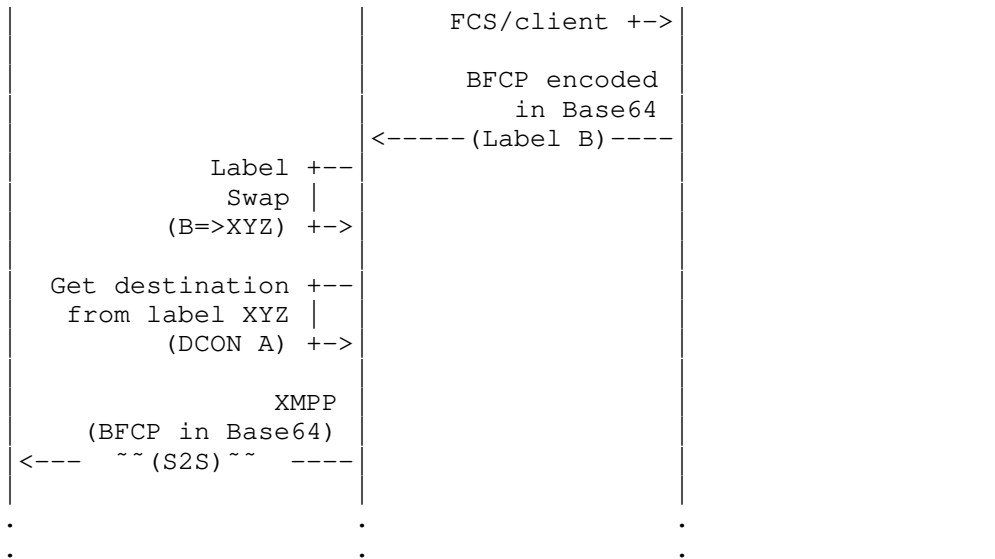 |                    |     FCS/client +->|
|                    |                   |
|                    |      BFCP encoded |
|                    |         in Base64 |
|                    |<-----(Label B)----|
|           Label +--|                   |
|            Swap |  |                   |
|        (B=>XYZ) +->|                   |
|                    |                   |
| Get destination +--|                   |
|  from label XYZ |  |                   |
|        (DCON A) +->|                   |
|                    |                   |
|               XMPP |                   |
|   (BFCP in Base64) |                   |
|<---  ~~(S2S)~~ ----|                   |
|                    |                   |
.                    .                   .
.                    .                   .